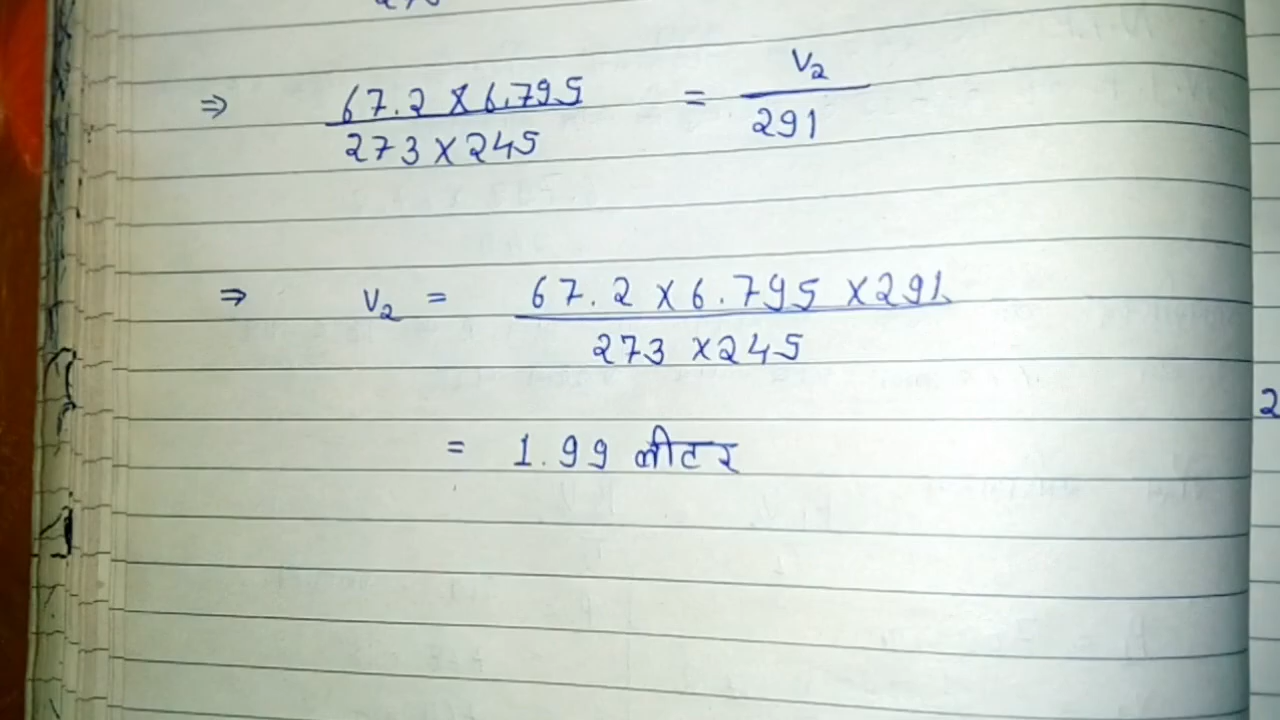 ⇒ 67.2 × 6.795 = V₂
273 × 245 291
⇒ V₂ = 67.2 × 6.795 × 291
273 × 245
= 1.99 लीटर
2